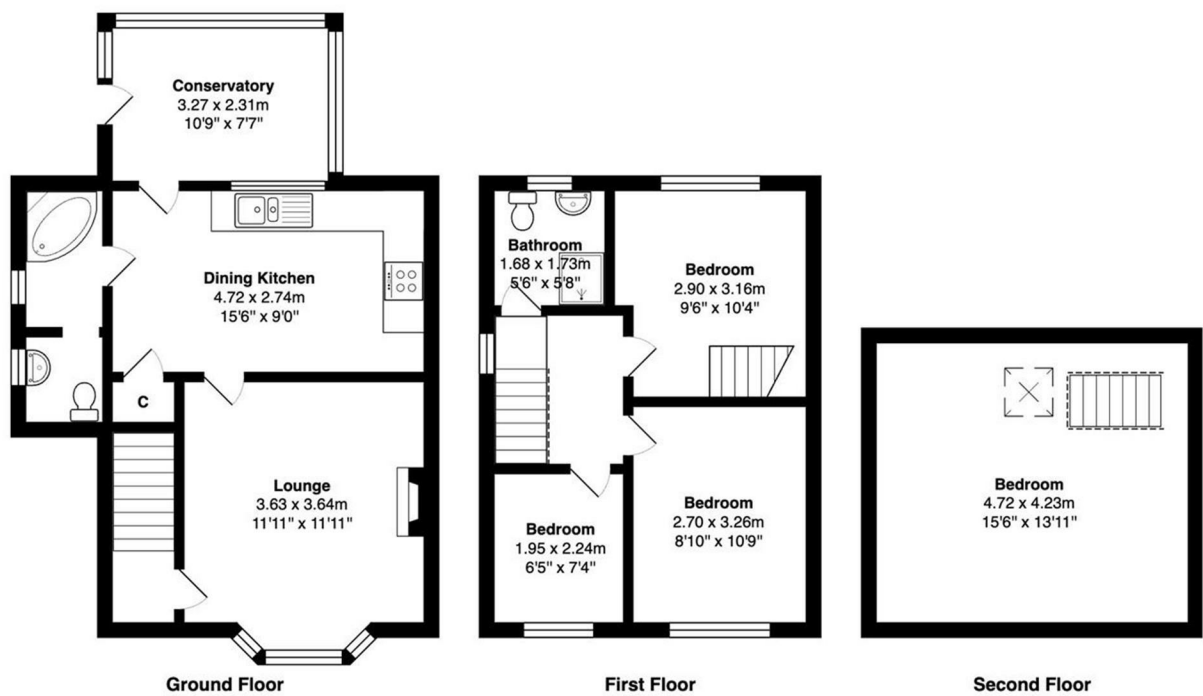 Conservatory
3.27 x 2.31m
10'9" x 7'7"
Dining Kitchen
4.72 x 2.74m
15'6" x 9'0"
C
Lounge
3.63 x 3.64m
11'11" x 11'11"
Ground Floor
Bathroom
1.68 x 1.73m
5'6" x 5'8"
Bedroom
2.90 x 3.16m
9'6" x 10'4"
Bedroom
1.95 x 2.24m
6'5" x 7'4"
Bedroom
2.70 x 3.26m
8'10" x 10'9"
First Floor
Bedroom
4.72 x 4.23m
15'6" x 13'11"
Second Floor